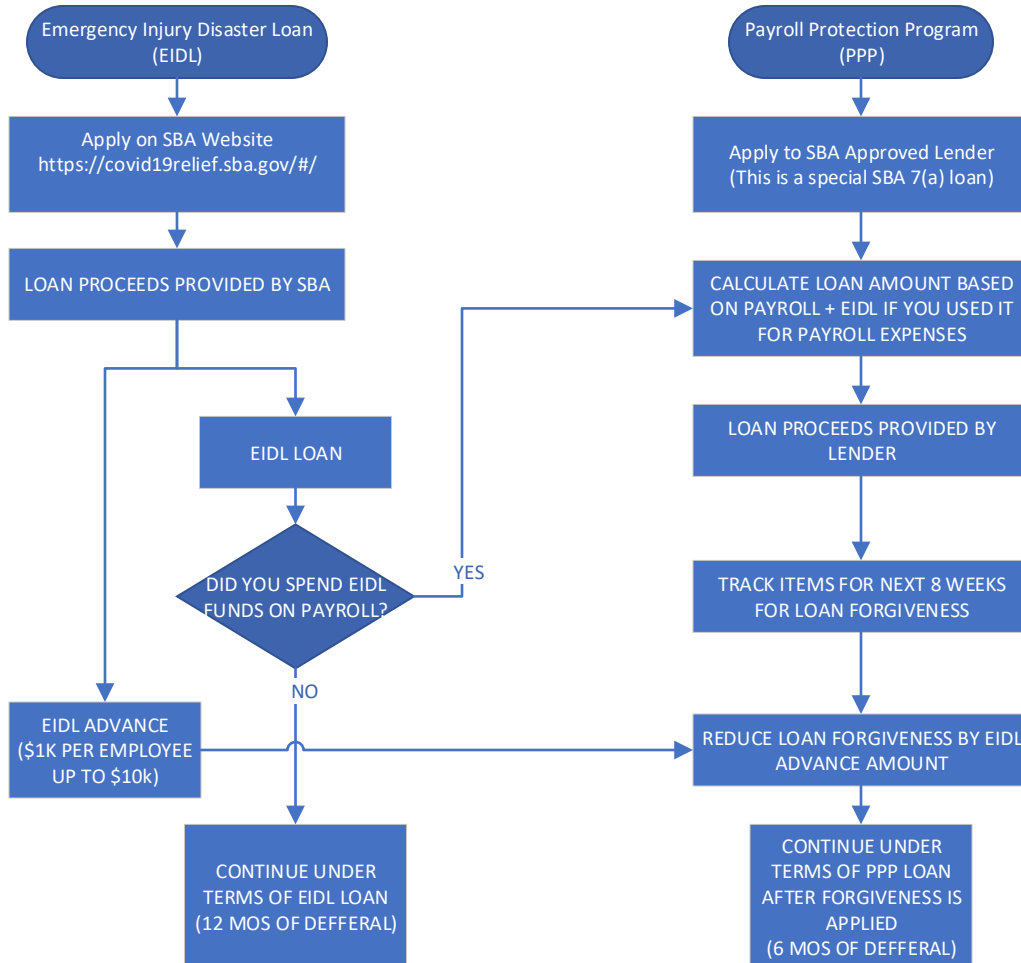 Emergency Injury Disaster Loan
(EIDL)
Apply on SBA Website
https://covid19relief.sba.gov/#/
LOAN PROCEEDS PROVIDED BY SBA
EIDL LOAN
DID YOU SPEND EIDL
FUNDS ON PAYROLL?
YES
NO
EIDL ADVANCE
($1K PER EMPLOYEE
UP TO $10k)
CONTINUE UNDER
TERMS OF EIDL LOAN
(12 MOS OF DEFFERAL)
Payroll Protection Program
(PPP)
Apply to SBA Approved Lender
(This is a special SBA 7(a) loan)
CALCULATE LOAN AMOUNT BASED
ON PAYROLL + EIDL IF YOU USED IT
FOR PAYROLL EXPENSES
LOAN PROCEEDS PROVIDED BY
LENDER
TRACK ITEMS FOR NEXT 8 WEEKS
FOR LOAN FORGIVENESS
REDUCE LOAN FORGIVENESS BY EIDL
ADVANCE AMOUNT
CONTINUE UNDER
TERMS OF PPP LOAN
AFTER FORGIVENESS IS
APPLIED
(6 MOS OF DEFFERAL)